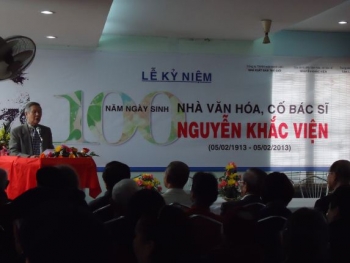 LỄ KỶ NIỆM
100 NĂM NGÀY SINH
NHÀ VĂN HÓA, CỐ BÁC SĨ
NGUYỄN KHẮC VIỆN
(05/02/1913 - 05/02/2013)